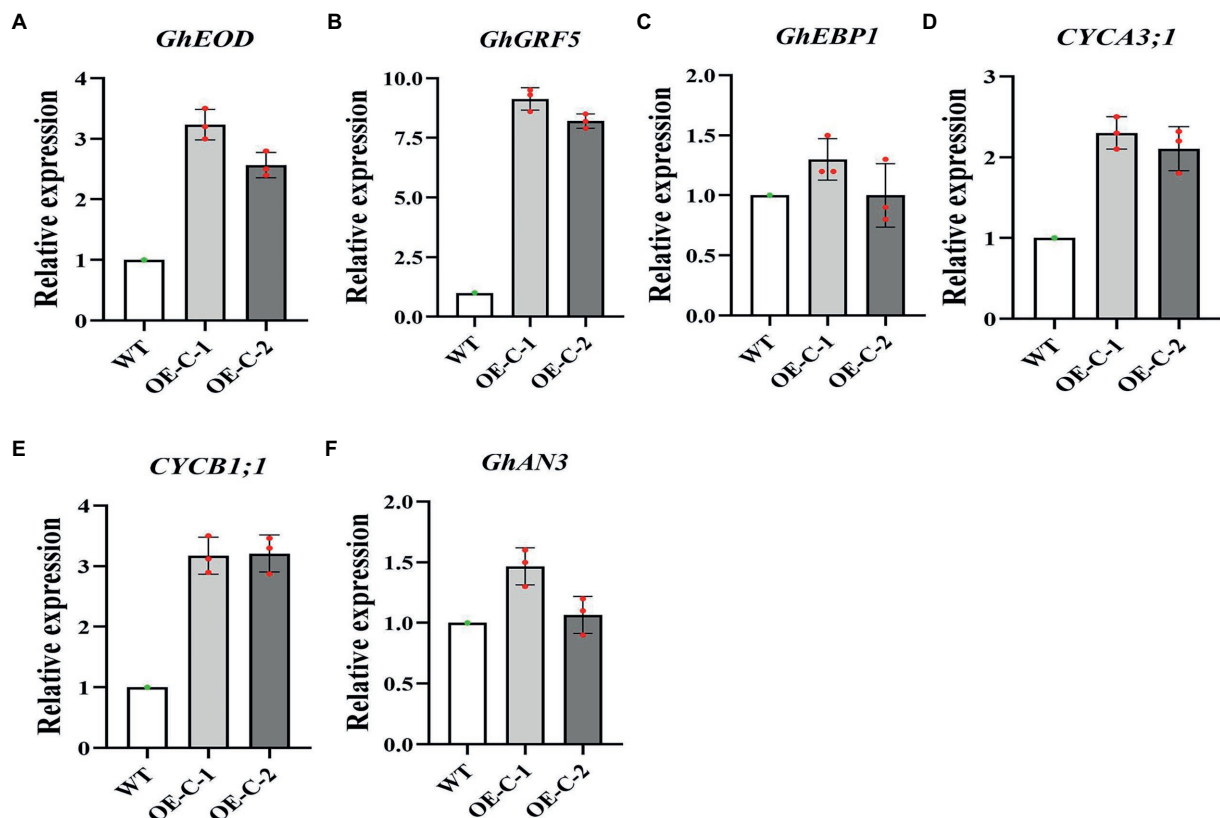 A
GhEOD
Relative expression
4
3
2
1
0
WT
OE-C-1
OE-C-2
B
GhGRF5
Relative expression
10.0
7.5
5.0
2.5
0.0
WT
OE-C-1
OE-C-2
C
GhEBP1
Relative expression
2.0
1.5
1.0
0.5
0.0
WT
OE-C-1
OE-C-2
D
CYCA3;1
Relative expression
3
2
1
0
WT
OE-C-1
OE-C-2
E
CYCB1;1
Relative expression
4
3
2
1
0
WT
OE-C-1
OE-C-2
F
GhAN3
Relative expression
2.0
1.5
1.0
0.5
0.0
WT
OE-C-1
OE-C-2